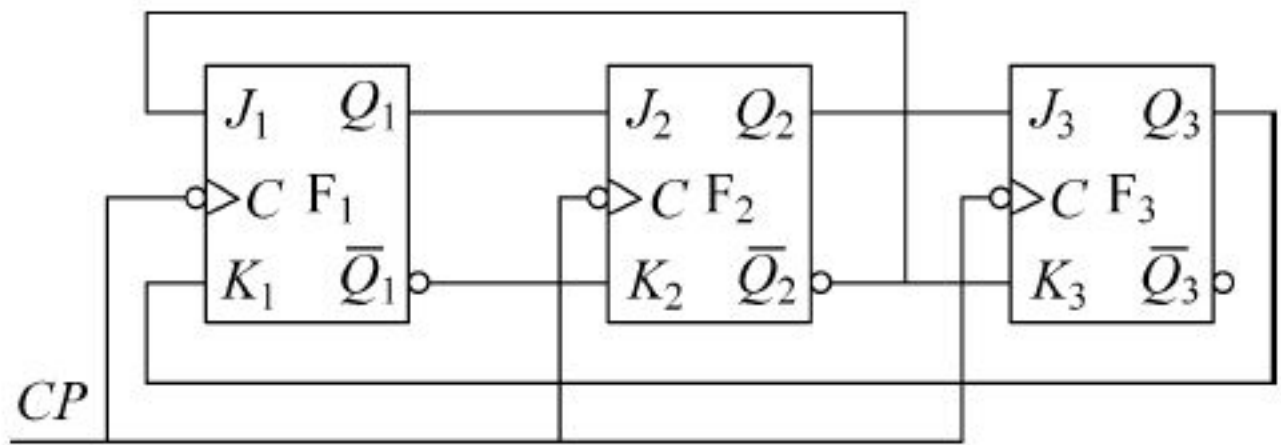 J₁ Q₁ J₂ Q₂ J₃ Q₃
C F₁ C F₂ C F₃
K₁ Q̅₁ K₂ Q̅₂ K₃ Q̅₃
CP